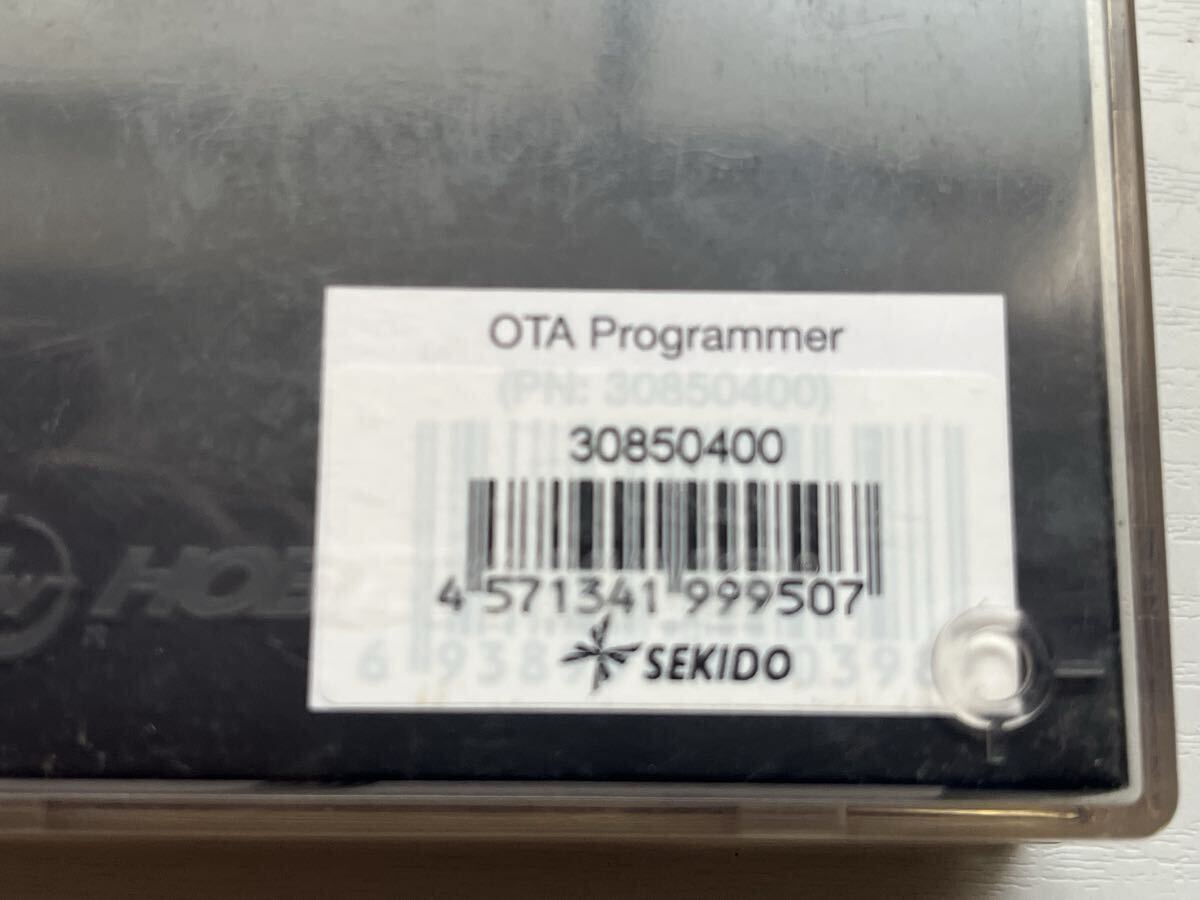 OTA Programmer
(PN: 30850400)
30850400
4 571341 999507
SEKIDO